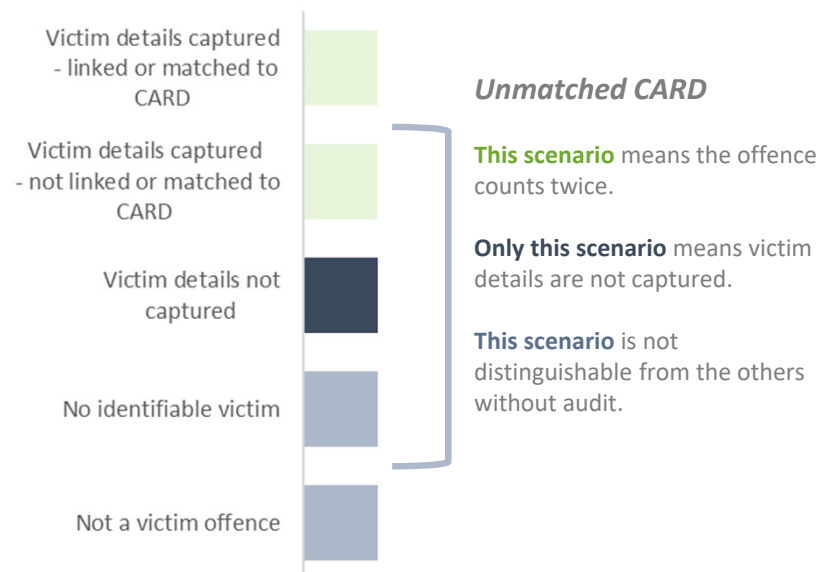 Victim details captured
- linked or matched to
CARD
Victim details captured
- not linked or matched to
CARD
Victim details not
captured
No identifiable victim
Not a victim offence
Unmatched CARD
This scenario means the offence
counts twice.
Only this scenario means victim
details are not captured.
This scenario is not
distinguishable from the others
without audit.